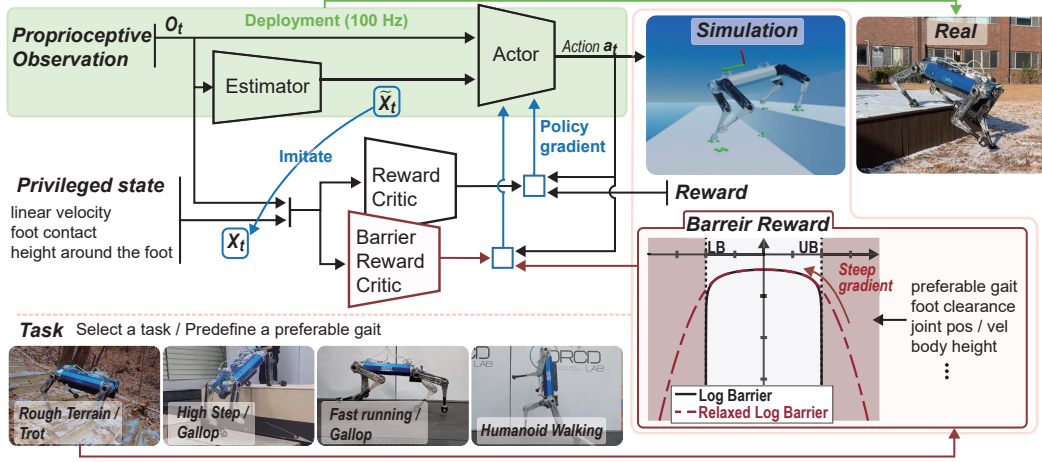 Deployment (100 Hz)
Proprioceptive
Observation
O_t
Estimator
Actor
Action a_t
Simulation
Real
X̃_t
Imitate
Policy
gradient
Privileged state
linear velocity
foot contact
height around the foot
X_t
Reward
Critic
Barrier
Reward
Critic
Reward
Barreir Reward
LB
UB
Steep
gradient
preferable gait
foot clearance
joint pos / vel
body height
Log Barrier
Relaxed Log Barrier
Task Select a task / Predefine a preferable gait
Rough Terrain /
Trot
High Step /
Gallop
Fast running /
Gallop
ORCD
LAB
Humanoid Walking